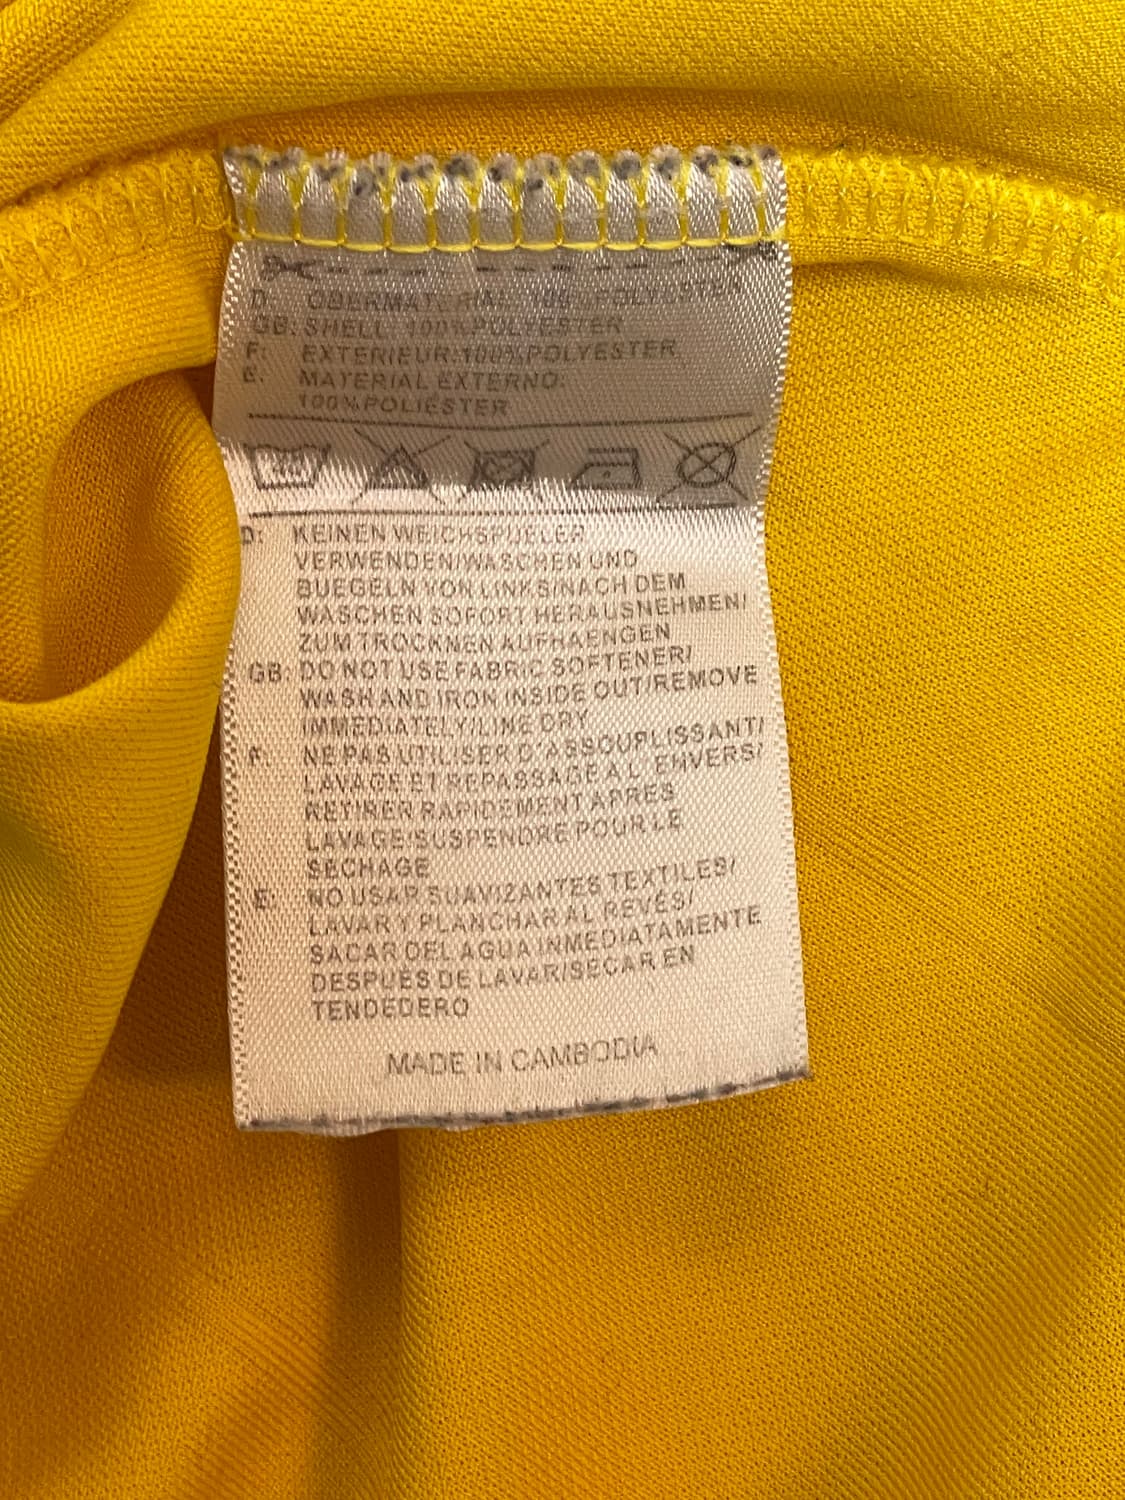 D: OBERMATERIAL: 100%POLYESTER
GB: SHELL: 100%POLYESTER
F: EXTERIEUR:100%POLYESTER
E: MATERIAL EXTERNO:
100%POLIÉSTER
D: KEINEN WEICHSPUELER
VERWENDEN/WASCHEN UND
BUEGELN VON LINKS/NACH DEM
WASCHEN SOFORT HERAUSNEHMEN/
ZUM TROCKNEN AUFHAENGEN
GB: DO NOT USE FABRIC SOFTENER/
WASH AND IRON INSIDE OUT/REMOVE
IMMEDIATELY/LINE DRY
F: NE PAS UTILISER D'ASSOUPLISSANT/
LAVAGE ET REPASSAGE A L'ENVERS/
RETIRER RAPIDEMENT APRES
LAVAGE/SUSPENDRE POUR LE
SECHAGE
E: NO USAR SUAVIZANTES TEXTILES/
LAVAR Y PLANCHAR AL REVÉS/
SACAR DEL AGUA INMEDIATAMENTE
DESPUÉS DE LAVAR/SECAR EN
TENDEDERO
MADE IN CAMBODIA